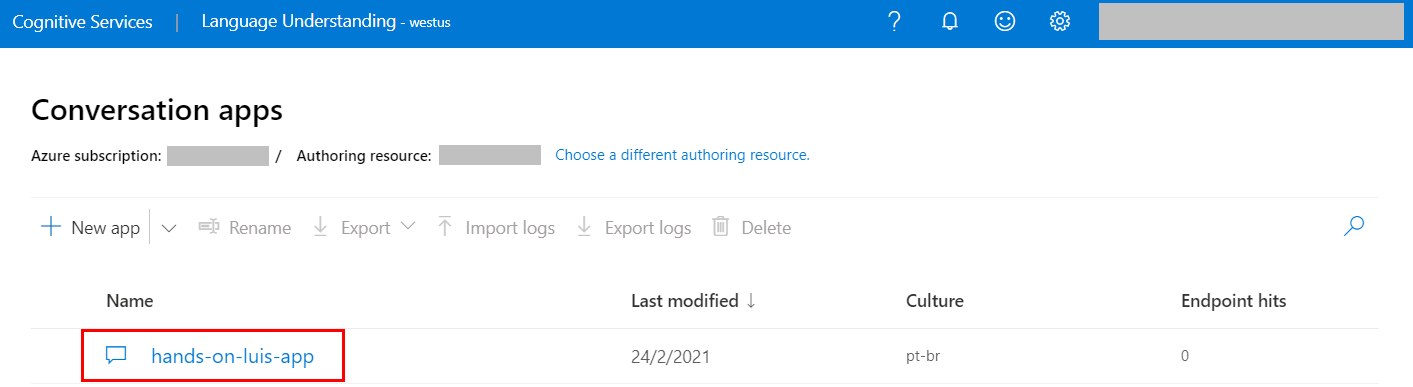 Cognitive Services | Language Understanding - westus ?
Conversation apps
Azure subscription: / Authoring resource: Choose a different authoring resource.
New app Rename Export Import logs Export logs Delete
Name Last modified ↓ Culture Endpoint hits
hands-on-luis-app 24/2/2021 pt-br 0